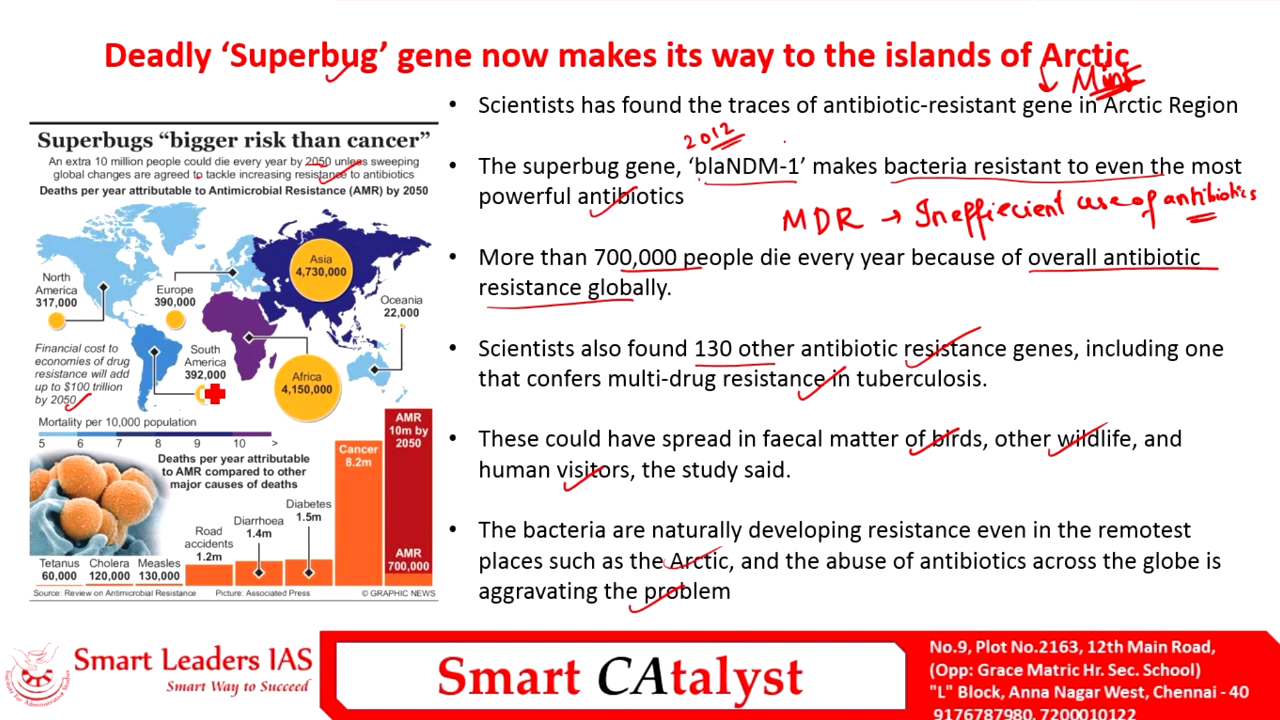 Deadly ‘Superbug’ gene now makes its way to the islands of Arctic
Mint
Superbugs “bigger risk than cancer”
An extra 10 million people could die every year by 2050 unless sweeping
global changes are agreed to tackle increasing resistance to antibiotics
Deaths per year attributable to Antimicrobial Resistance (AMR) by 2050
North
America
317,000
Europe
390,000
Asia
4,730,000
Oceania
22,000
South
America
392,000
Africa
4,150,000
Financial cost to
economies of drug
resistance will add
up to $100 trillion
by 2050
Mortality per 10,000 population
5 6 7 8 9 10 >
Deaths per year attributable
to AMR compared to other
major causes of deaths
Tetanus
60,000
Cholera
120,000
Measles
130,000
Road
accidents
1.2m
Diarrhoea
1.4m
Diabetes
1.5m
Cancer
8.2m
AMR
10m by
2050
AMR
700,000
Source: Review on Antimicrobial Resistance Picture: Associated Press © GRAPHIC NEWS
• Scientists has found the traces of antibiotic-resistant gene in Arctic Region
2012
• The superbug gene, ‘blaNDM-1’ makes bacteria resistant to even the most
powerful antibiotics
MDR → Ineffiecient use of antibiotics
• More than 700,000 people die every year because of overall antibiotic
resistance globally.
• Scientists also found 130 other antibiotic resistance genes, including one
that confers multi-drug resistance in tuberculosis.
• These could have spread in faecal matter of birds, other wildlife, and
human visitors, the study said.
• The bacteria are naturally developing resistance even in the remotest
places such as the Arctic, and the abuse of antibiotics across the globe is
aggravating the problem
Smart Leaders IAS
Smart Way to Succeed
Smart CAtalyst
No.9, Plot No.2163, 12th Main Road,
(Opp: Grace Matric Hr. Sec. School)
"L" Block, Anna Nagar West, Chennai - 40
9176787980, 7200010122